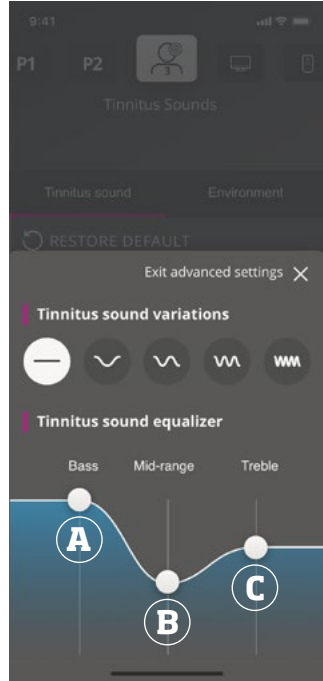 9:41
P1 P2 3
Tinnitus Sounds
Tinnitus sound Environment
RESTORE DEFAULT
Exit advanced settings
Tinnitus sound variations
Tinnitus sound equalizer
Bass Mid-range Treble
A
C
B